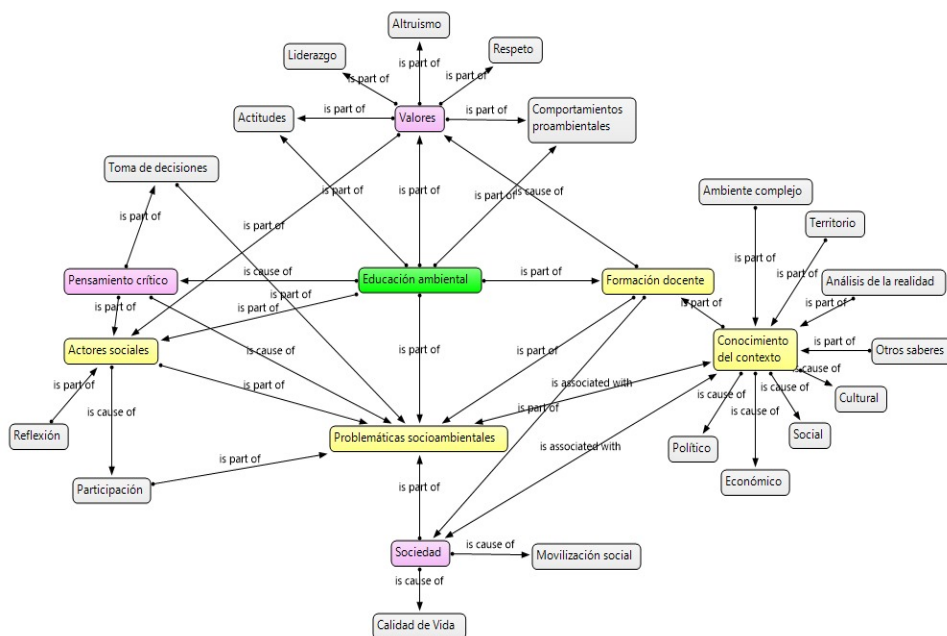 Altruismo
Liderazgo
Respeto
is part of
is part of
is part of
Actitudes
is part of
Valores
is part of
Comportamientos
proambientales
Toma de decisiones
is part of
is part of
is part of
is cause of
Ambiente complejo
is part of
is part of
Territorio
is part of
is part of
Pensamiento crítico
is cause of
Educación ambiental
is part of
Formación docente
Análisis de la realidad
is part of
is part of
is part of
is part of
is part of
Actores sociales
is cause of
is part of
is part of
Conocimiento
del contexto
is part of
Otros saberes
is part of
is part of
is associated with
is cause of
is cause of
Cultural
is cause of
is part of
is cause of
is cause of
Reflexión
Problemáticas socioambientales
is associated with
Político
Social
is part of
Participación
is part of
Económico
Sociedad
is cause of
Movilización social
is cause of
Calidad de Vida